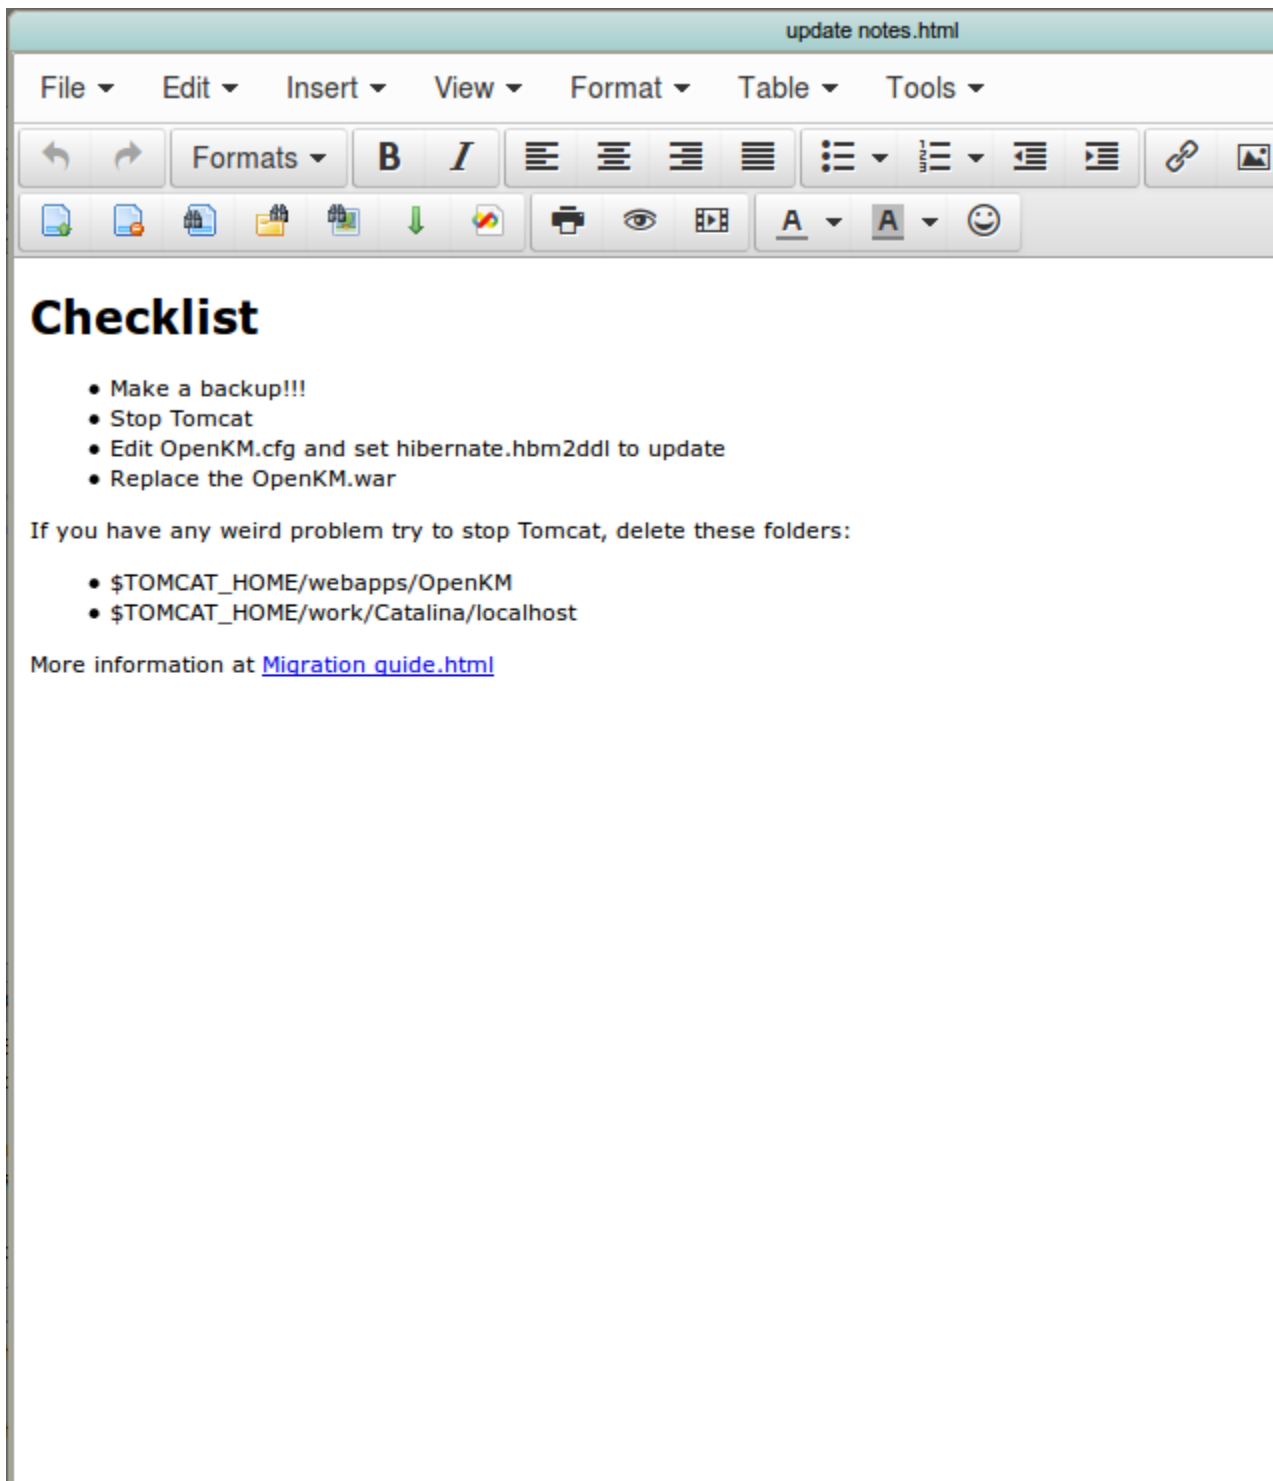 update notes.html
File Edit Insert View Format Table Tools
Formats B I A A
Checklist
Make a backup!!!
Stop Tomcat
Edit OpenKM.cfg and set hibernate.hbm2ddl to update
Replace the OpenKM.war
If you have any weird problem try to stop Tomcat, delete these folders:
$TOMCAT_HOME/webapps/OpenKM
$TOMCAT_HOME/work/Catalina/localhost
More information at Migration guide.html